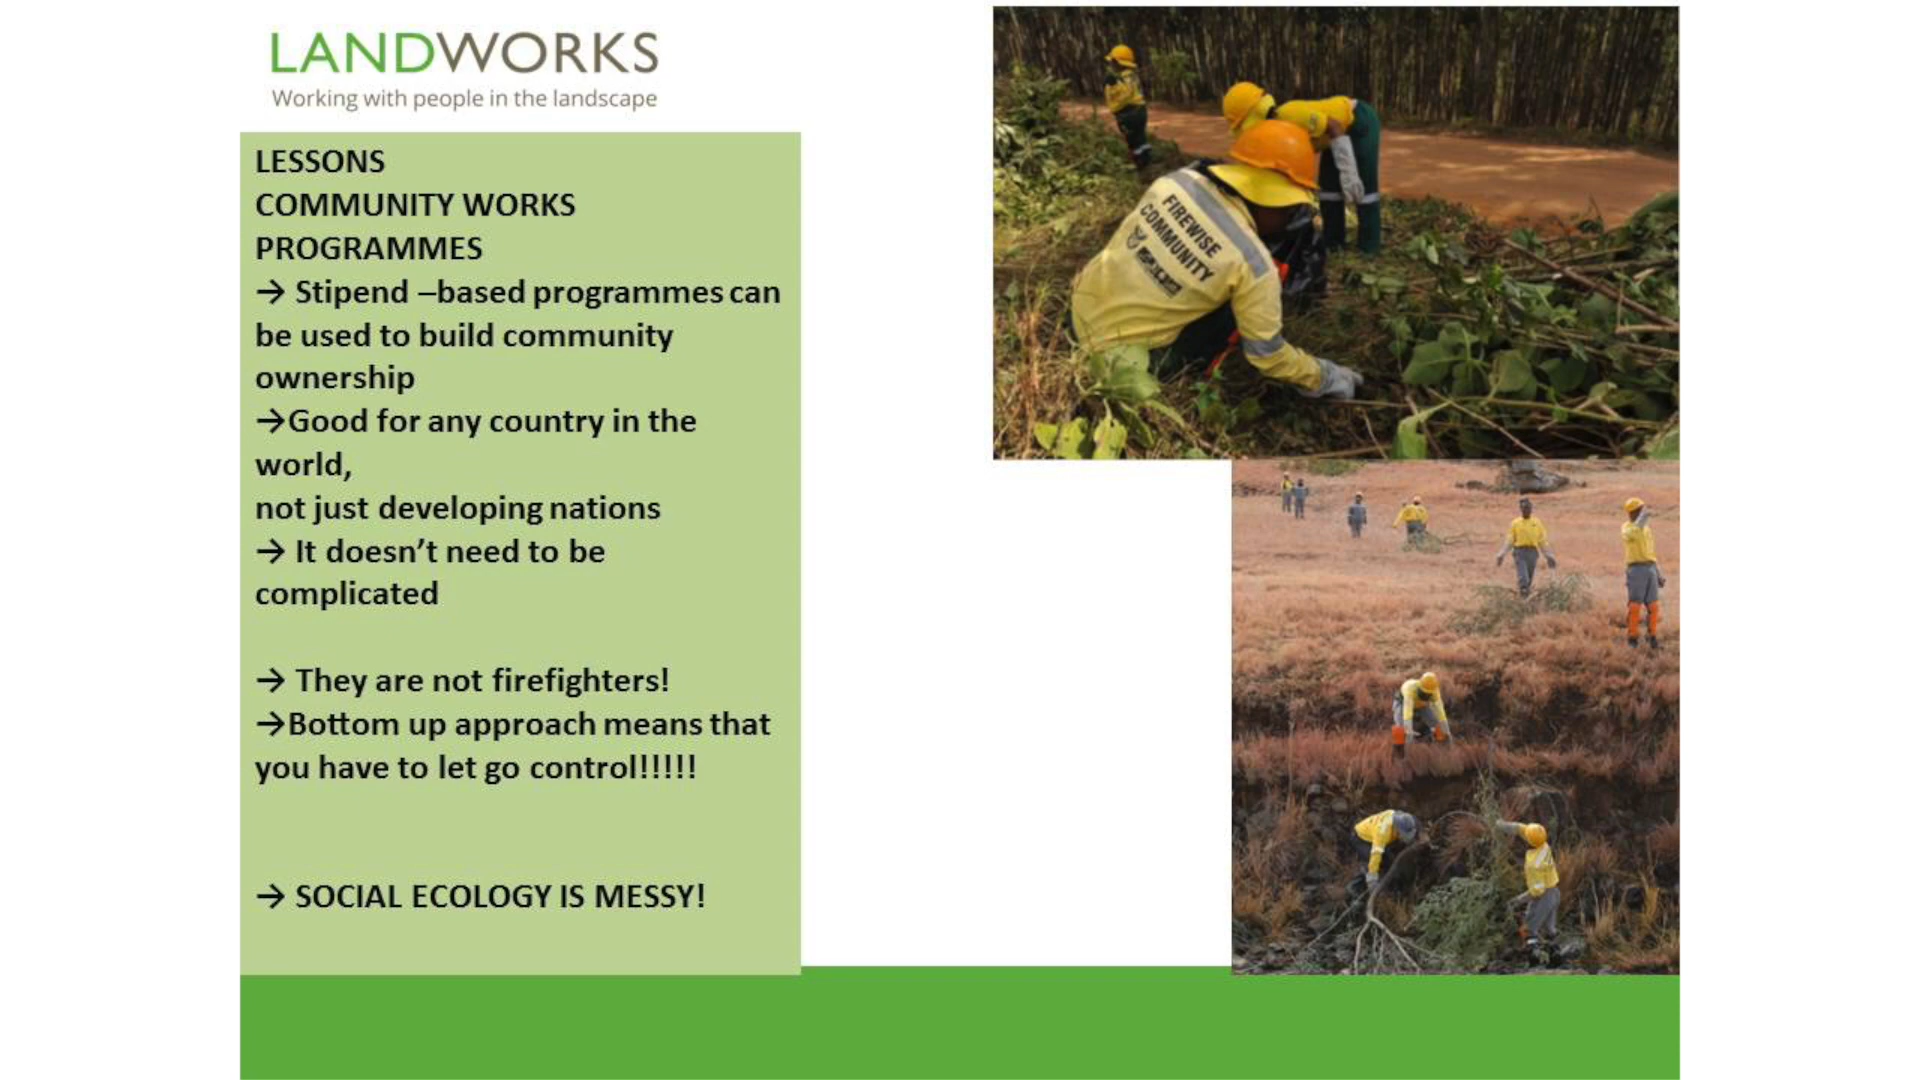 LANDWORKS
Working with people in the landscape
LESSONS
COMMUNITY WORKS
PROGRAMMES
→ Stipend –based programmes can
be used to build community
ownership
→Good for any country in the
world,
not just developing nations
→ It doesn’t need to be
complicated
→ They are not firefighters!
→Bottom up approach means that
you have to let go control!!!!!
→ SOCIAL ECOLOGY IS MESSY!
FIREWISE
COMMUNITY